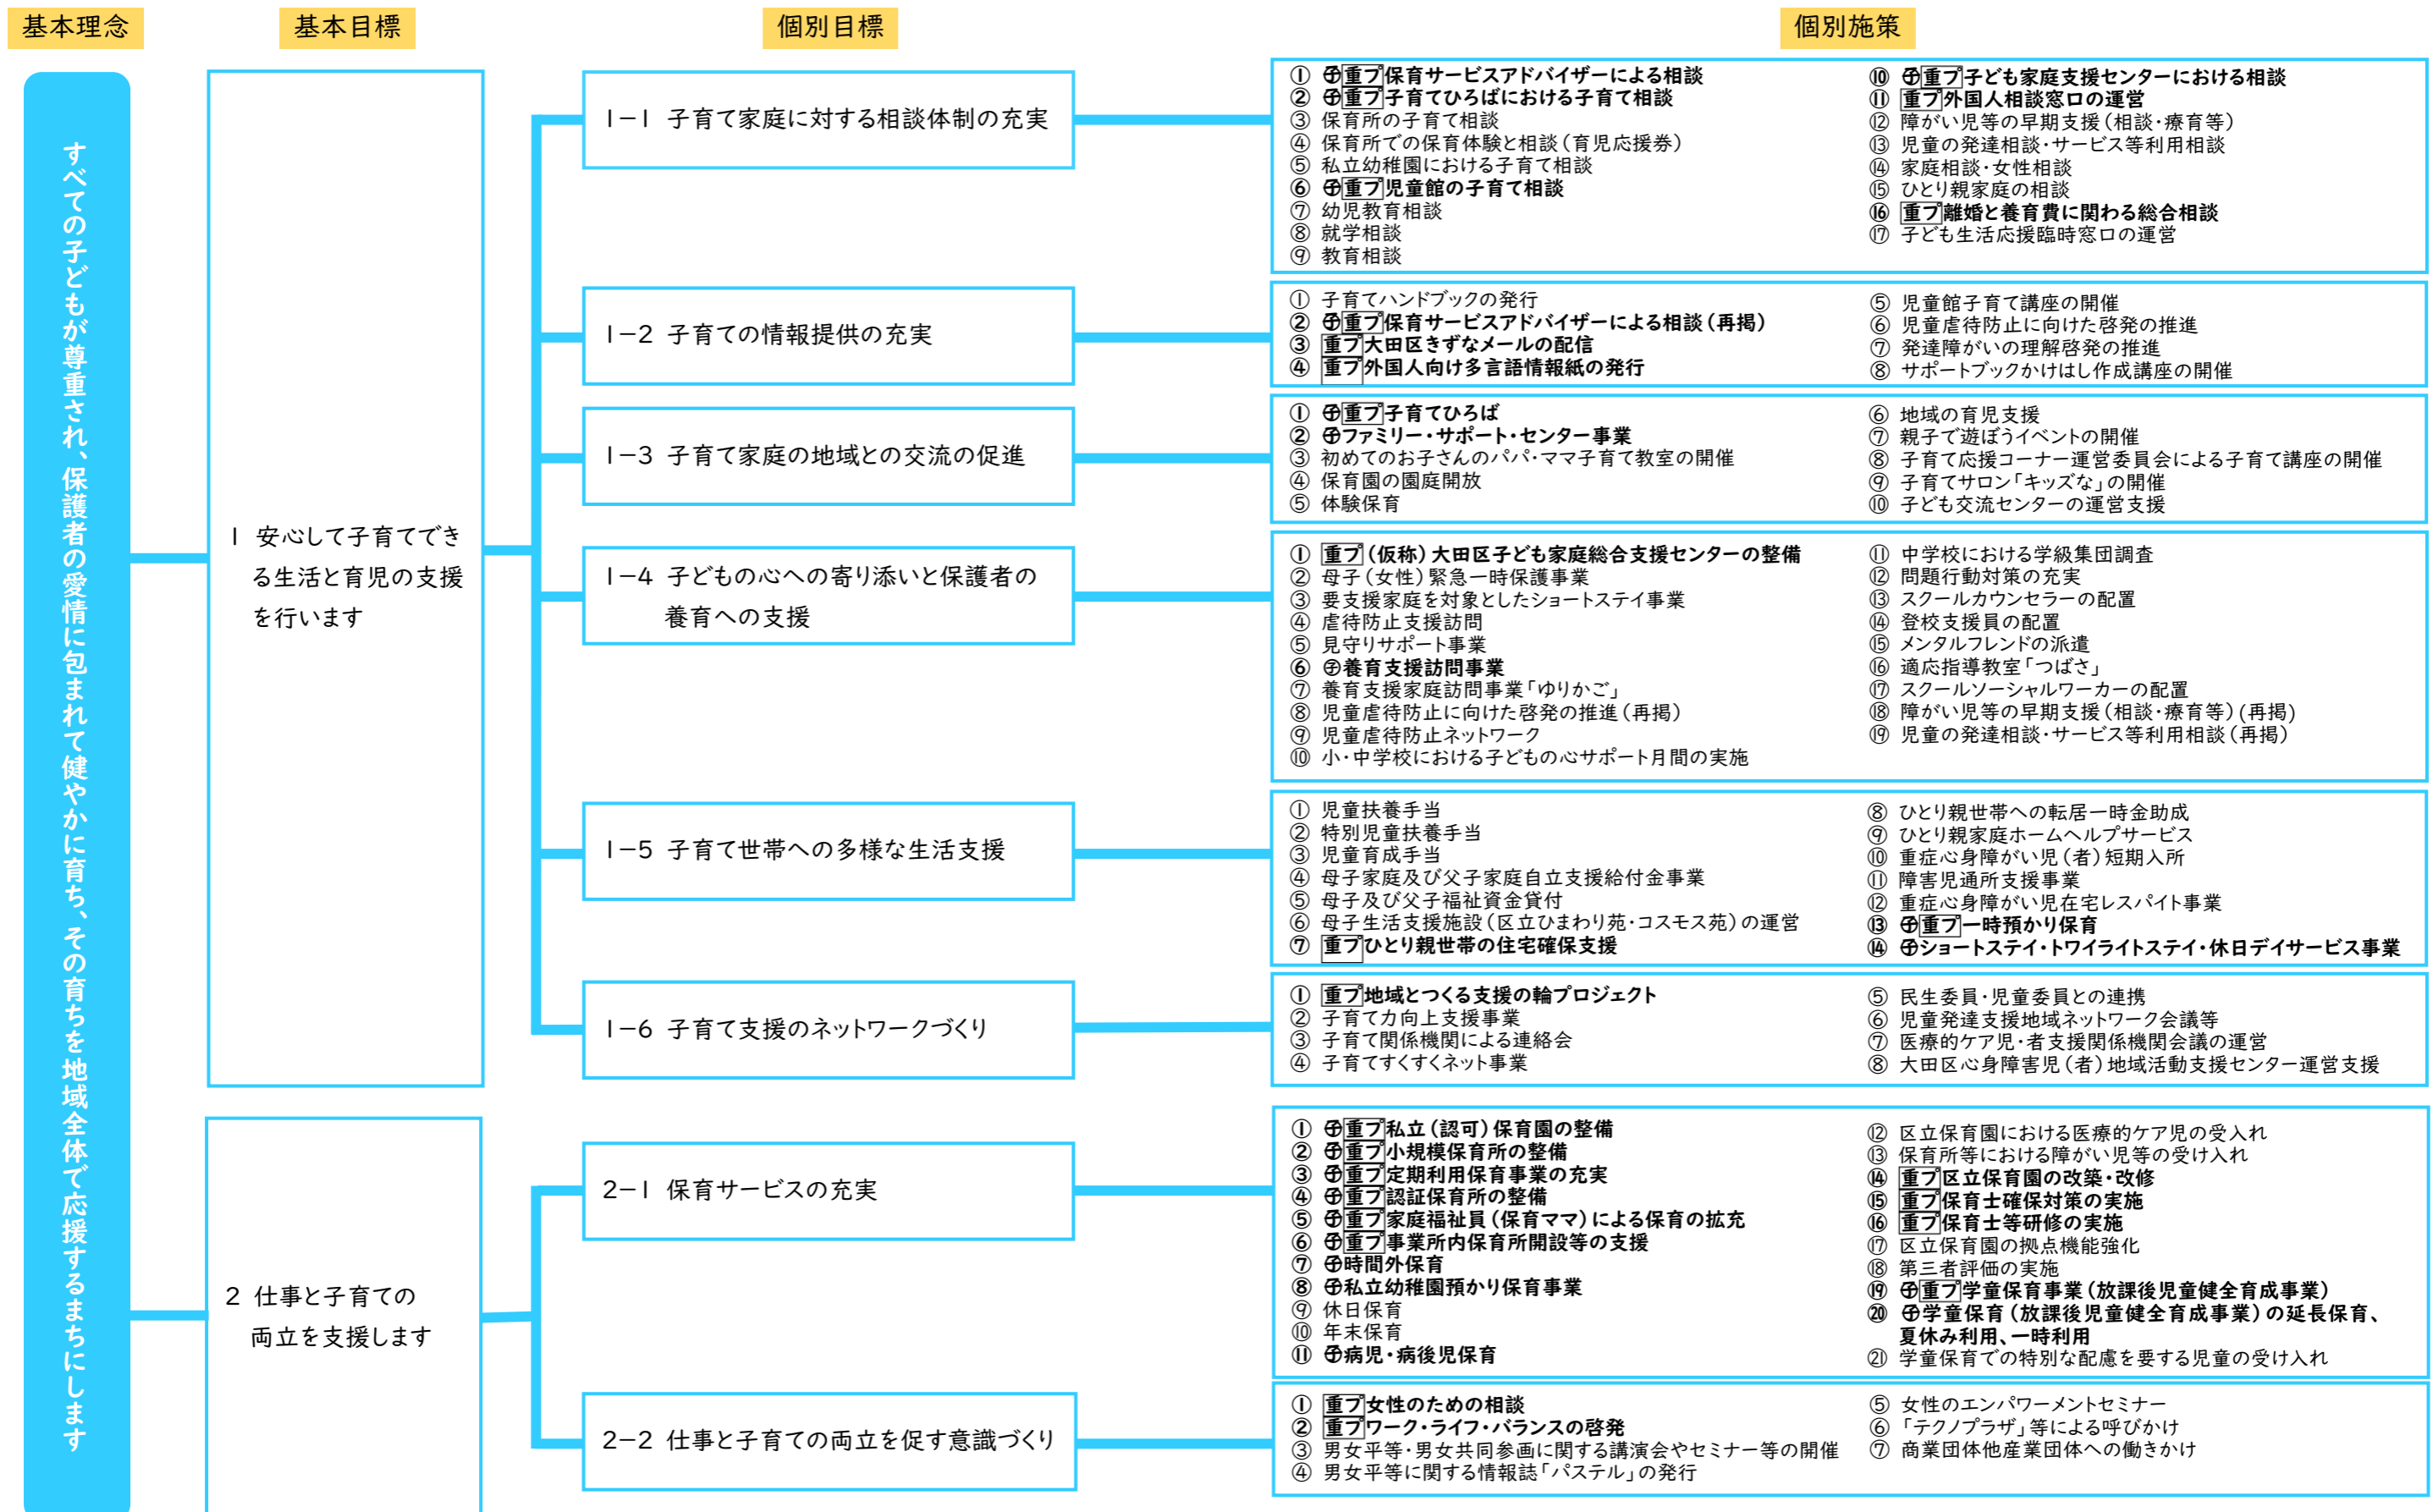 基本理念
基本目標
個別目標
個別施策
すべての子どもが尊重され、保護者の愛情に包まれて健やかに育ち、その育ちを地域全体で応援するまちにします
1 安心して子育てでき
る生活と育児の支援
を行います
1-1 子育て家庭に対する相談体制の充実
① 子重プ保育サービスアドバイザーによる相談
② 子重プ子育てひろばにおける子育て相談
③ 保育所の子育て相談
④ 保育所での保育体験と相談(育児応援券)
⑤ 私立幼稚園における子育て相談
⑥ 子重プ児童館の子育て相談
⑦ 幼児教育相談
⑧ 就学相談
⑨ 教育相談
⑩ 子重プ子ども家庭支援センターにおける相談
⑪ 重プ外国人相談窓口の運営
⑫ 障がい児等の早期支援(相談・療育等)
⑬ 児童の発達相談・サービス等利用相談
⑭ 家庭相談・女性相談
⑮ ひとり親家庭の相談
⑯ 重プ離婚と養育費に関わる総合相談
⑰ 子ども生活応援臨時窓口の運営
1-2 子育ての情報提供の充実
① 子育てハンドブックの発行
② 子重プ保育サービスアドバイザーによる相談(再掲)
③ 重プ大田区きずなメールの配信
④ 重プ外国人向け多言語情報紙の発行
⑤ 児童館子育て講座の開催
⑥ 児童虐待防止に向けた啓発の推進
⑦ 発達障がいの理解啓発の推進
⑧ サポートブックかけはし作成講座の開催
1-3 子育て家庭の地域との交流の促進
① 子重プ子育てひろば
② 子ファミリー・サポート・センター事業
③ 初めてのお子さんのパパ・ママ子育て教室の開催
④ 保育園の園庭開放
⑤ 体験保育
⑥ 地域の育児支援
⑦ 親子で遊ぼうイベントの開催
⑧ 子育て応援コーナー運営委員会による子育て講座の開催
⑨ 子育てサロン「キッズな」の開催
⑩ 子ども交流センターの運営支援
1-4 子どもの心への寄り添いと保護者の
養育への支援
① 重プ(仮称)大田区子ども家庭総合支援センターの整備
② 母子(女性)緊急一時保護事業
③ 要支援家庭を対象としたショートステイ事業
④ 虐待防止支援訪問
⑤ 見守りサポート事業
⑥ 子養育支援訪問事業
⑦ 養育支援家庭訪問事業「ゆりかご」
⑧ 児童虐待防止に向けた啓発の推進(再掲)
⑨ 児童虐待防止ネットワーク
⑩ 小・中学校における子どもの心サポート月間の実施
⑪ 中学校における学級集団調査
⑫ 問題行動対策の充実
⑬ スクールカウンセラーの配置
⑭ 登校支援員の配置
⑮ メンタルフレンドの派遣
⑯ 適応指導教室「つばさ」
⑰ スクールソーシャルワーカーの配置
⑱ 障がい児等の早期支援(相談・療育等)(再掲)
⑲ 児童の発達相談・サービス等利用相談(再掲)
1-5 子育て世帯への多様な生活支援
① 児童扶養手当
② 特別児童扶養手当
③ 児童育成手当
④ 母子家庭及び父子家庭自立支援給付金事業
⑤ 母子及び父子福祉資金貸付
⑥ 母子生活支援施設(区立ひまわり苑・コスモス苑)の運営
⑦ 重プひとり親世帯の住宅確保支援
⑧ ひとり親世帯への転居一時金助成
⑨ ひとり親家庭ホームヘルプサービス
⑩ 重症心身障がい児(者)短期入所
⑪ 障害児通所支援事業
⑫ 重症心身障がい児在宅レスパイト事業
⑬ 子重プ一時預かり保育
⑭ 子ショートステイ・トワイライトステイ・休日デイサービス事業
1-6 子育て支援のネットワークづくり
① 重プ地域とつくる支援の輪プロジェクト
② 子育て力向上支援事業
③ 子育て関係機関による連絡会
④ 子育てすくすくネット事業
⑤ 民生委員・児童委員との連携
⑥ 児童発達支援地域ネットワーク会議等
⑦ 医療的ケア児・者支援関係機関会議の運営
⑧ 大田区心身障害児(者)地域活動支援センター運営支援
2 仕事と子育ての
両立を支援します
2-1 保育サービスの充実
① 子重プ私立(認可)保育園の整備
② 子重プ小規模保育所の整備
③ 子重プ定期利用保育事業の充実
④ 子重プ認証保育所の整備
⑤ 子重プ家庭福祉員(保育ママ)による保育の拡充
⑥ 子重プ事業所内保育所開設等の支援
⑦ 子時間外保育
⑧ 子私立幼稚園預かり保育事業
⑨ 休日保育
⑩ 年末保育
⑪ 子病児・病後児保育
⑫ 区立保育園における医療的ケア児の受入れ
⑬ 保育所等における障がい児等の受け入れ
⑭ 重プ区立保育園の改築・改修
⑮ 重プ保育士確保対策の実施
⑯ 重プ保育士等研修の実施
⑰ 区立保育園の拠点機能強化
⑱ 第三者評価の実施
⑲ 子重プ学童保育事業(放課後児童健全育成事業)
⑳ 子学童保育(放課後児童健全育成事業)の延長保育、
夏休み利用、一時利用
㉑ 学童保育での特別な配慮を要する児童の受け入れ
2-2 仕事と子育ての両立を促す意識づくり
① 重プ女性のための相談
② 重プワーク・ライフ・バランスの啓発
③ 男女平等・男女共同参画に関する講演会やセミナー等の開催
④ 男女平等に関する情報誌「パステル」の発行
⑤ 女性のエンパワーメントセミナー
⑥ 「テクノプラザ」等による呼びかけ
⑦ 商業団体他産業団体への働きかけ